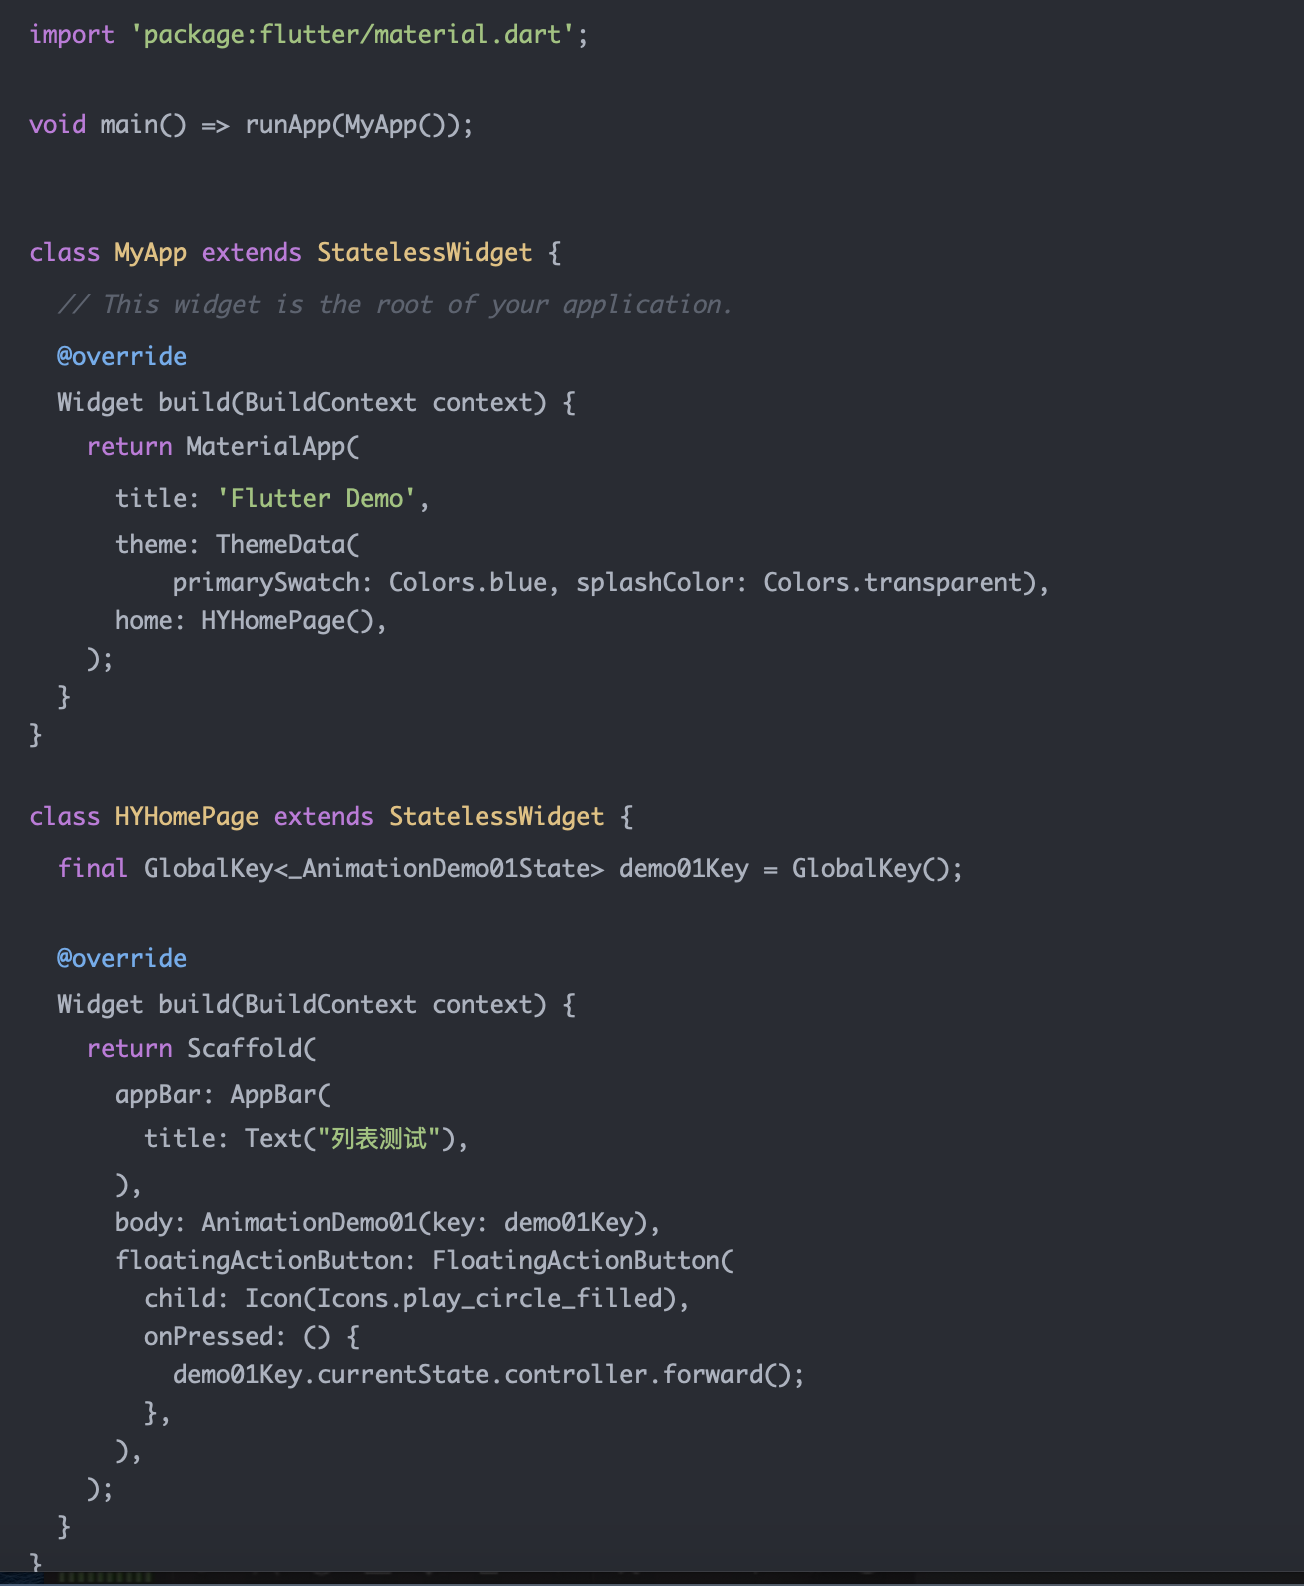 import 'package:flutter/material.dart';
void main() => runApp(MyApp());
class MyApp extends StatelessWidget {
  // This widget is the root of your application.
  @override
  Widget build(BuildContext context) {
    return MaterialApp(
      title: 'Flutter Demo',
      theme: ThemeData(
          primarySwatch: Colors.blue, splashColor: Colors.transparent),
      home: HYHomePage(),
    );
  }
}
class HYHomePage extends StatelessWidget {
  final GlobalKey<_AnimationDemo01State> demo01Key = GlobalKey();
  @override
  Widget build(BuildContext context) {
    return Scaffold(
      appBar: AppBar(
        title: Text("列表测试"),
      ),
      body: AnimationDemo01(key: demo01Key),
      floatingActionButton: FloatingActionButton(
        child: Icon(Icons.play_circle_filled),
        onPressed: () {
          demo01Key.currentState.controller.forward();
        },
      ),
    );
  }
}